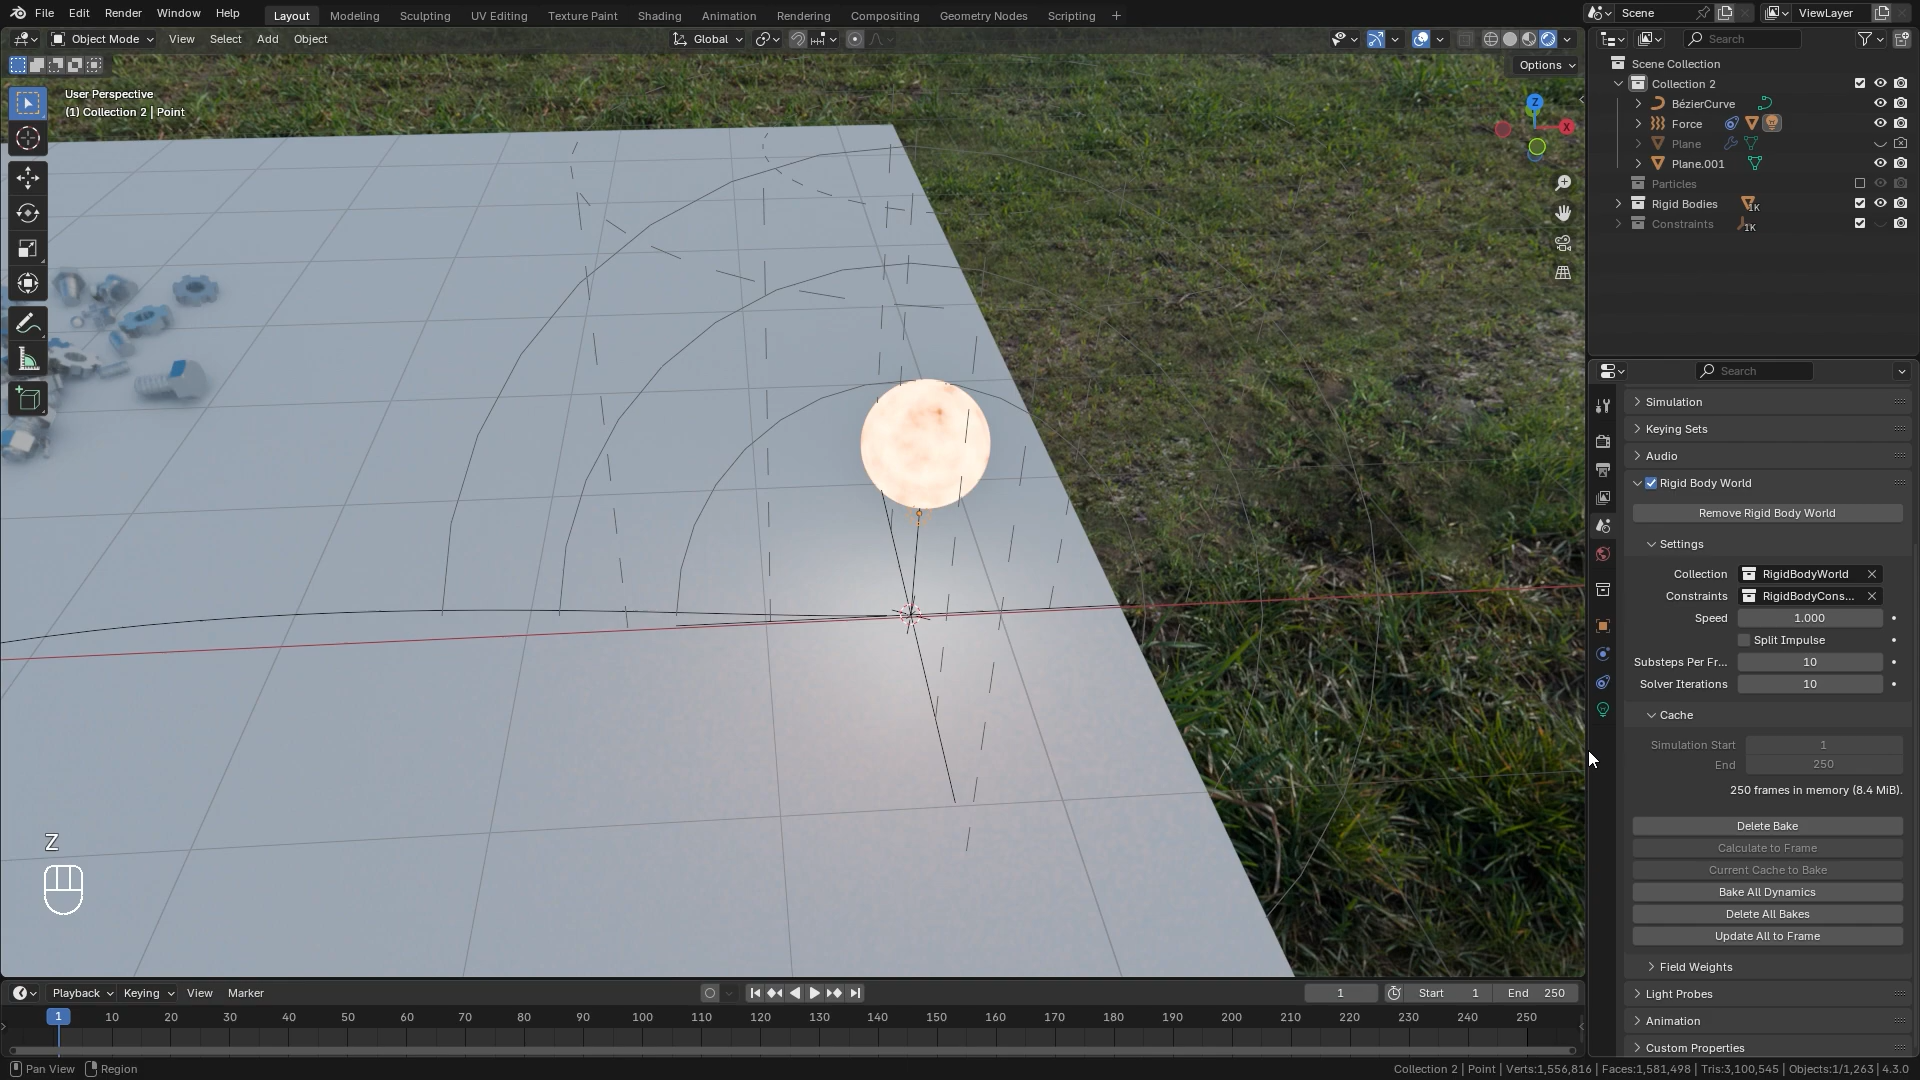 File Edit Render Window Help Layout Modeling Sculpting UV Editing Texture Paint Shading Animation Rendering Compositing Geometry Nodes Scripting + Scene ViewLayer
Object Mode View Select Add Object Global Search
Options
User Perspective
(1) Collection 2 | Point
Z
X
Scene Collection
Collection 2
BézierCurve
Force
Plane
Plane.001
Particles
Rigid Bodies 1K
Constraints 1K
Search
Simulation
Keying Sets
Audio
Rigid Body World
Remove Rigid Body World
Settings
Collection RigidBodyWorld
Constraints RigidBodyCons...
Speed 1.000
Split Impulse
Substeps Per Fr... 10
Solver Iterations 10
Cache
Simulation Start 1
End 250
250 frames in memory (8.4 MiB).
Delete Bake
Calculate to Frame
Current Cache to Bake
Bake All Dynamics
Delete All Bakes
Update All to Frame
Field Weights
Light Probes
Animation
Custom Properties
Z
Playback Keying View Marker 1 Start 1 End 250
1 10 20 30 40 50 60 70 80 90 100 110 120 130 140 150 160 170 180 190 200 210 220 230 240 250
Pan View Region Collection 2 | Point | Verts:1,556,816 | Faces:1,581,498 | Tris:3,100,545 | Objects:1/1,263 | 4.3.0